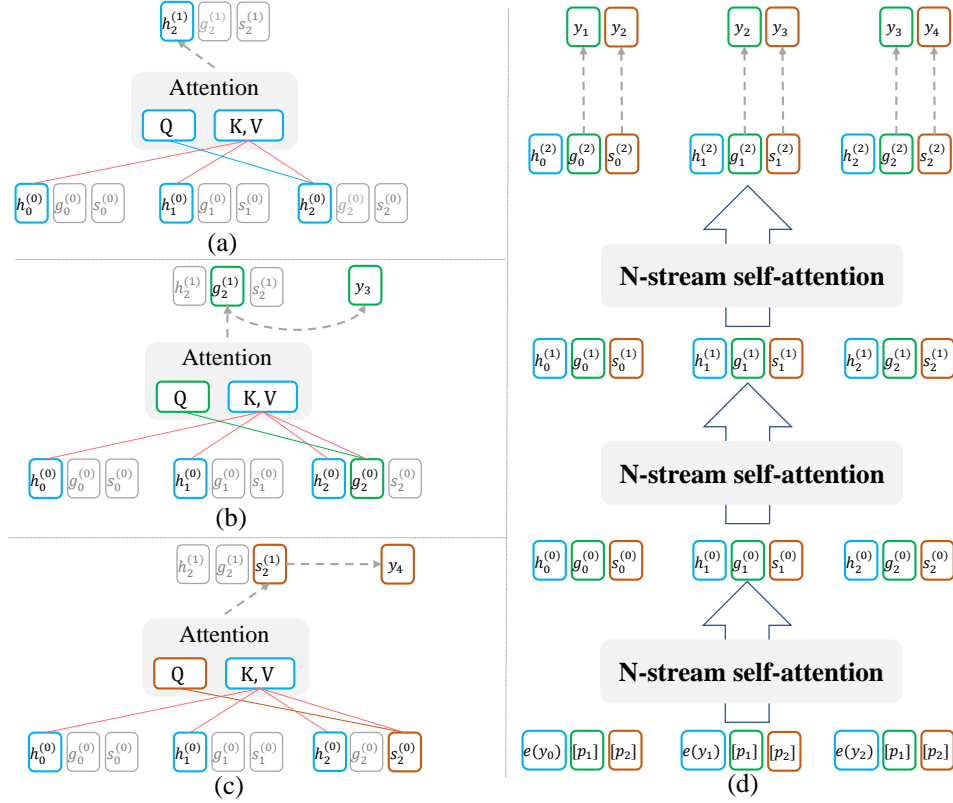 h_2^{(1)} g_2^{(1)} s_2^{(1)}
Attention
Q K, V
h_0^{(0)} g_0^{(0)} s_0^{(0)} h_1^{(0)} g_1^{(0)} s_1^{(0)} h_2^{(0)} g_2^{(0)} s_2^{(0)}
(a)
h_2^{(1)} g_2^{(1)} s_2^{(1)} y_3
Attention
Q K, V
h_0^{(0)} g_0^{(0)} s_0^{(0)} h_1^{(0)} g_1^{(0)} s_1^{(0)} h_2^{(0)} g_2^{(0)} s_2^{(0)}
(b)
h_2^{(1)} g_2^{(1)} s_2^{(1)} y_4
Attention
Q K, V
h_0^{(0)} g_0^{(0)} s_0^{(0)} h_1^{(0)} g_1^{(0)} s_1^{(0)} h_2^{(0)} g_2^{(0)} s_2^{(0)}
(c)
y_1 y_2 y_2 y_3 y_3 y_4
h_0^{(2)} g_0^{(2)} s_0^{(2)} h_1^{(2)} g_1^{(2)} s_1^{(2)} h_2^{(2)} g_2^{(2)} s_2^{(2)}
N-stream self-attention
h_0^{(1)} g_0^{(1)} s_0^{(1)} h_1^{(1)} g_1^{(1)} s_1^{(1)} h_2^{(1)} g_2^{(1)} s_2^{(1)}
N-stream self-attention
h_0^{(0)} g_0^{(0)} s_0^{(0)} h_1^{(0)} g_1^{(0)} s_1^{(0)} h_2^{(0)} g_2^{(0)} s_2^{(0)}
N-stream self-attention
e(y_0) [p_1] [p_2] e(y_1) [p_1] [p_2] e(y_2) [p_1] [p_2]
(d)